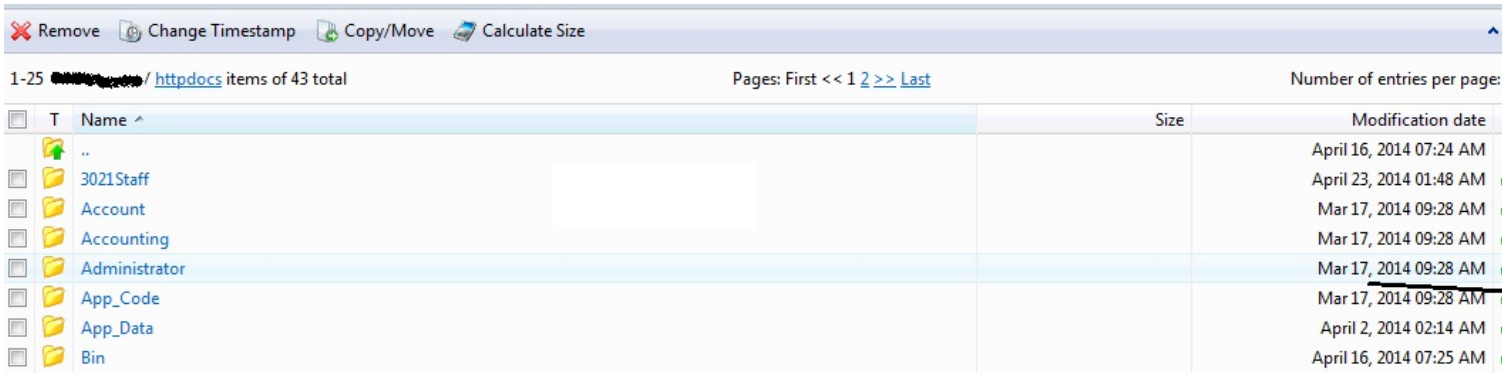 Remove Change Timestamp Copy/Move Calculate Size
1-25 / httpdocs items of 43 total Pages: First << 1 2 >> Last Number of entries per page:
T Name Size Modification date
.. April 16, 2014 07:24 AM
3021Staff April 23, 2014 01:48 AM
Account Mar 17, 2014 09:28 AM
Accounting Mar 17, 2014 09:28 AM
Administrator Mar 17, 2014 09:28 AM
App_Code Mar 17, 2014 09:28 AM
App_Data April 2, 2014 02:14 AM
Bin April 16, 2014 07:25 AM